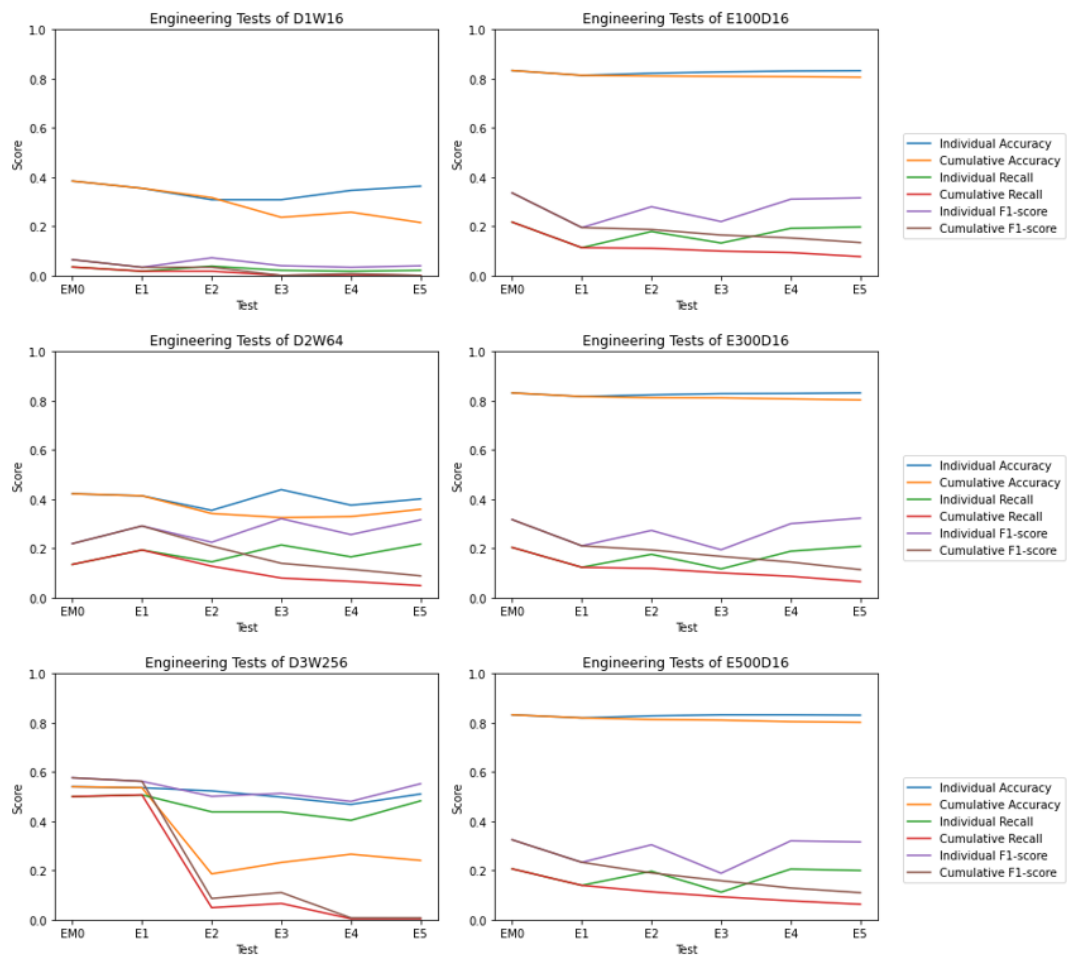 Engineering Tests of D1W16
1.0
0.8
0.6
0.4
0.2
0.0
Score
EM0 E1 E2 E3 E4 E5
Test
Engineering Tests of E100D16
1.0
0.8
0.6
0.4
0.2
0.0
Score
EM0 E1 E2 E3 E4 E5
Test
Individual Accuracy
Cumulative Accuracy
Individual Recall
Cumulative Recall
Individual F1-score
Cumulative F1-score
Engineering Tests of D2W64
1.0
0.8
0.6
0.4
0.2
0.0
Score
EM0 E1 E2 E3 E4 E5
Test
Engineering Tests of E300D16
1.0
0.8
0.6
0.4
0.2
0.0
Score
EM0 E1 E2 E3 E4 E5
Test
Individual Accuracy
Cumulative Accuracy
Individual Recall
Cumulative Recall
Individual F1-score
Cumulative F1-score
Engineering Tests of D3W256
1.0
0.8
0.6
0.4
0.2
0.0
Score
EM0 E1 E2 E3 E4 E5
Test
Engineering Tests of E500D16
1.0
0.8
0.6
0.4
0.2
0.0
Score
EM0 E1 E2 E3 E4 E5
Test
Individual Accuracy
Cumulative Accuracy
Individual Recall
Cumulative Recall
Individual F1-score
Cumulative F1-score